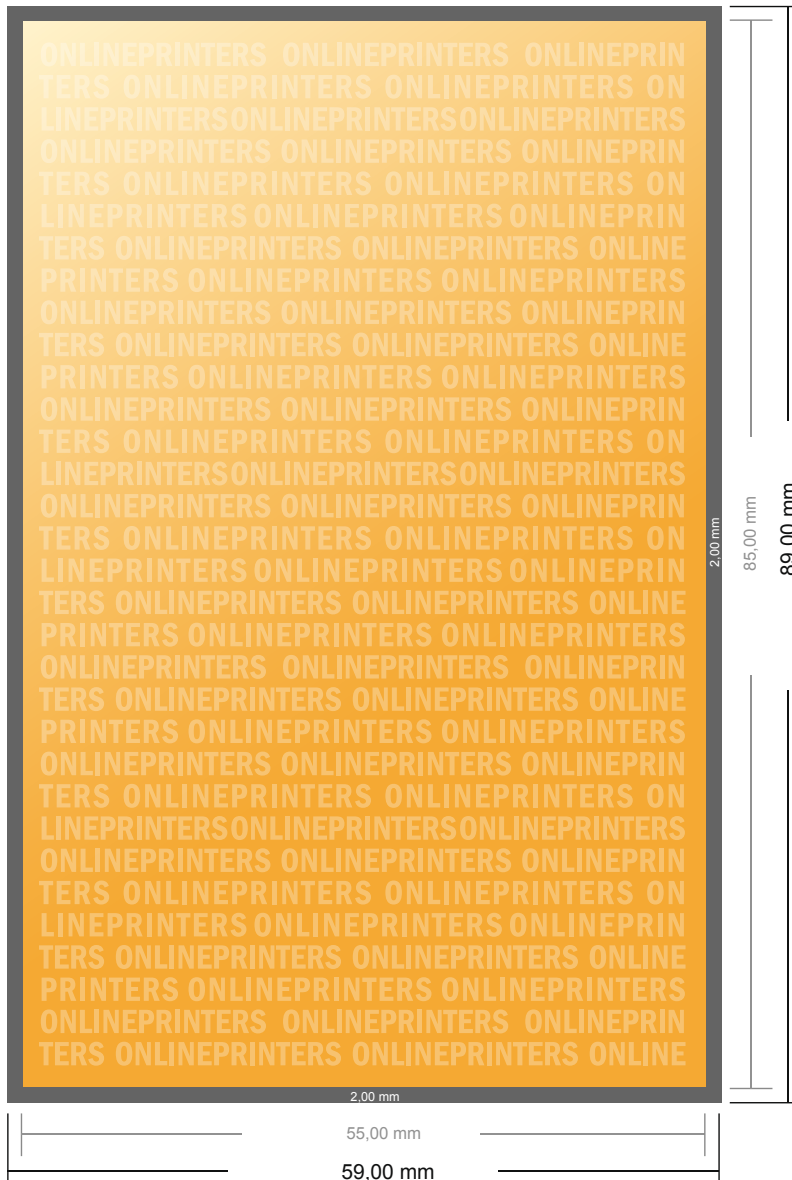 ONLINEPRINTERS ONLINEPRINTERS ONLINEPRIN
TERS ONLINEPRINTERS ONLINEPRINTERS ON
LINEPRINTERSONLINEPRINTERSONLINEPRINTERS
ONLINEPRINTERS ONLINEPRINTERS ONLINEPRIN
TERS ONLINEPRINTERS ONLINEPRINTERS ON
LINEPRINTERS ONLINEPRINTERS ONLINEPRIN
TERS ONLINEPRINTERS ONLINEPRINTERS ONLINE
PRINTERS ONLINEPRINTERS ONLINEPRINTERS
ONLINEPRINTERS ONLINEPRINTERS ONLINEPRIN
TERS ONLINEPRINTERS ONLINEPRINTERS ONLINE
PRINTERS ONLINEPRINTERS ONLINEPRINTERS
ONLINEPRINTERS ONLINEPRINTERS ONLINEPRIN
TERS ONLINEPRINTERS ONLINEPRINTERS ON
LINEPRINTERSONLINEPRINTERSONLINEPRINTERS
ONLINEPRINTERS ONLINEPRINTERS ONLINEPRIN
TERS ONLINEPRINTERS ONLINEPRINTERS ON
LINEPRINTERS ONLINEPRINTERS ONLINEPRIN
TERS ONLINEPRINTERS ONLINEPRINTERS ONLINE
PRINTERS ONLINEPRINTERS ONLINEPRINTERS
ONLINEPRINTERS ONLINEPRINTERS ONLINEPRIN
TERS ONLINEPRINTERS ONLINEPRINTERS ONLINE
PRINTERS ONLINEPRINTERS ONLINEPRINTERS
ONLINEPRINTERS ONLINEPRINTERS ONLINEPRIN
TERS ONLINEPRINTERS ONLINEPRINTERS ON
LINEPRINTERSONLINEPRINTERSONLINEPRINTERS
ONLINEPRINTERS ONLINEPRINTERS ONLINEPRIN
TERS ONLINEPRINTERS ONLINEPRINTERS ON
LINEPRINTERS ONLINEPRINTERS ONLINEPRIN
TERS ONLINEPRINTERS ONLINEPRINTERS ONLINE
PRINTERS ONLINEPRINTERS ONLINEPRINTERS
ONLINEPRINTERS ONLINEPRINTERS ONLINEPRIN
TERS ONLINEPRINTERS ONLINEPRINTERS ONLINE
2,00 mm
85,00 mm
89,00 mm
2,00 mm
55,00 mm
59,00 mm